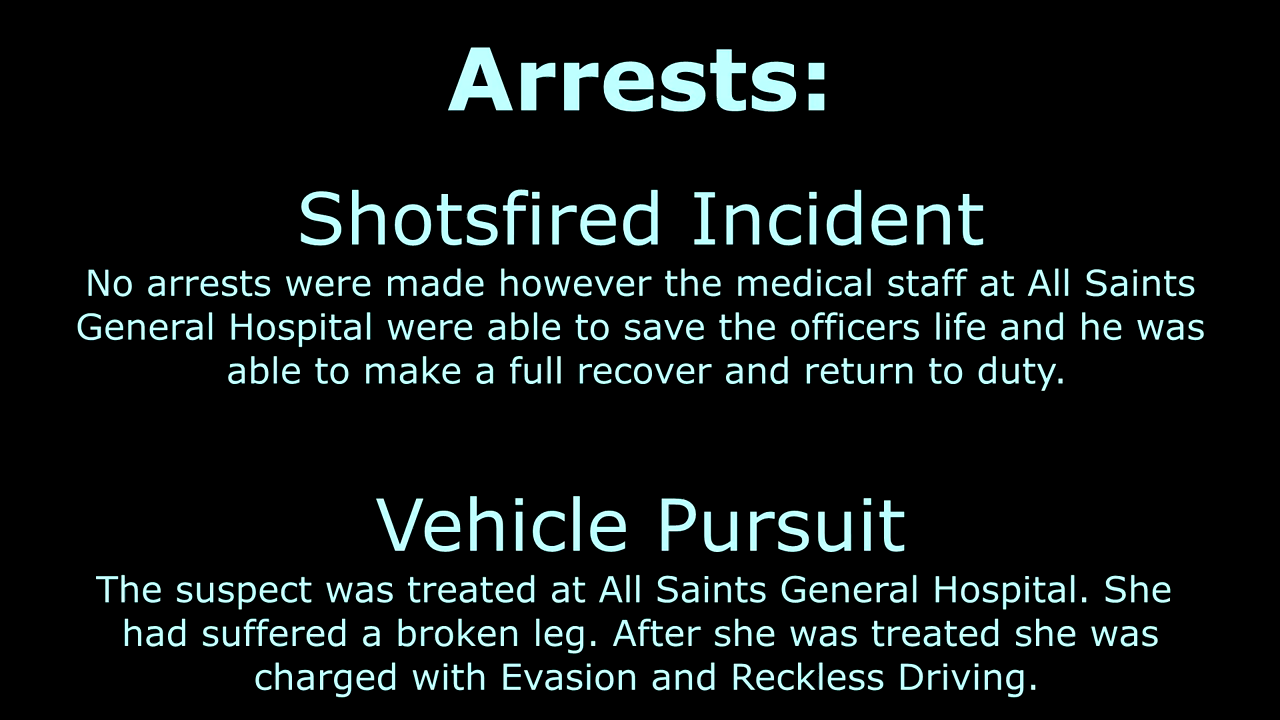 Arrests:
Shotsfired Incident
No arrests were made however the medical staff at All Saints
General Hospital were able to save the officers life and he was
able to make a full recover and return to duty.
Vehicle Pursuit
The suspect was treated at All Saints General Hospital. She
had suffered a broken leg. After she was treated she was
charged with Evasion and Reckless Driving.